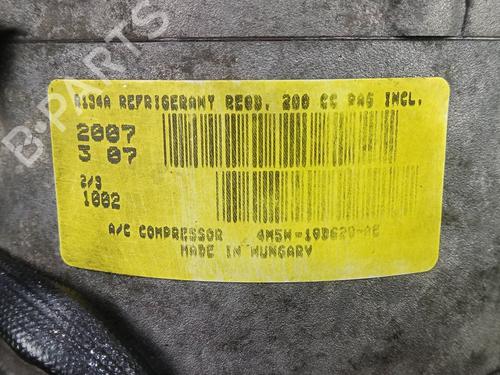 R134A REFRIGERANT REQD. 200 CC PAG INCL.
2007
3 07
2/3
1002
A/C COMPRESSOR 4M5H-19D629-AE
MADE IN HUNGARY
B-PARTS